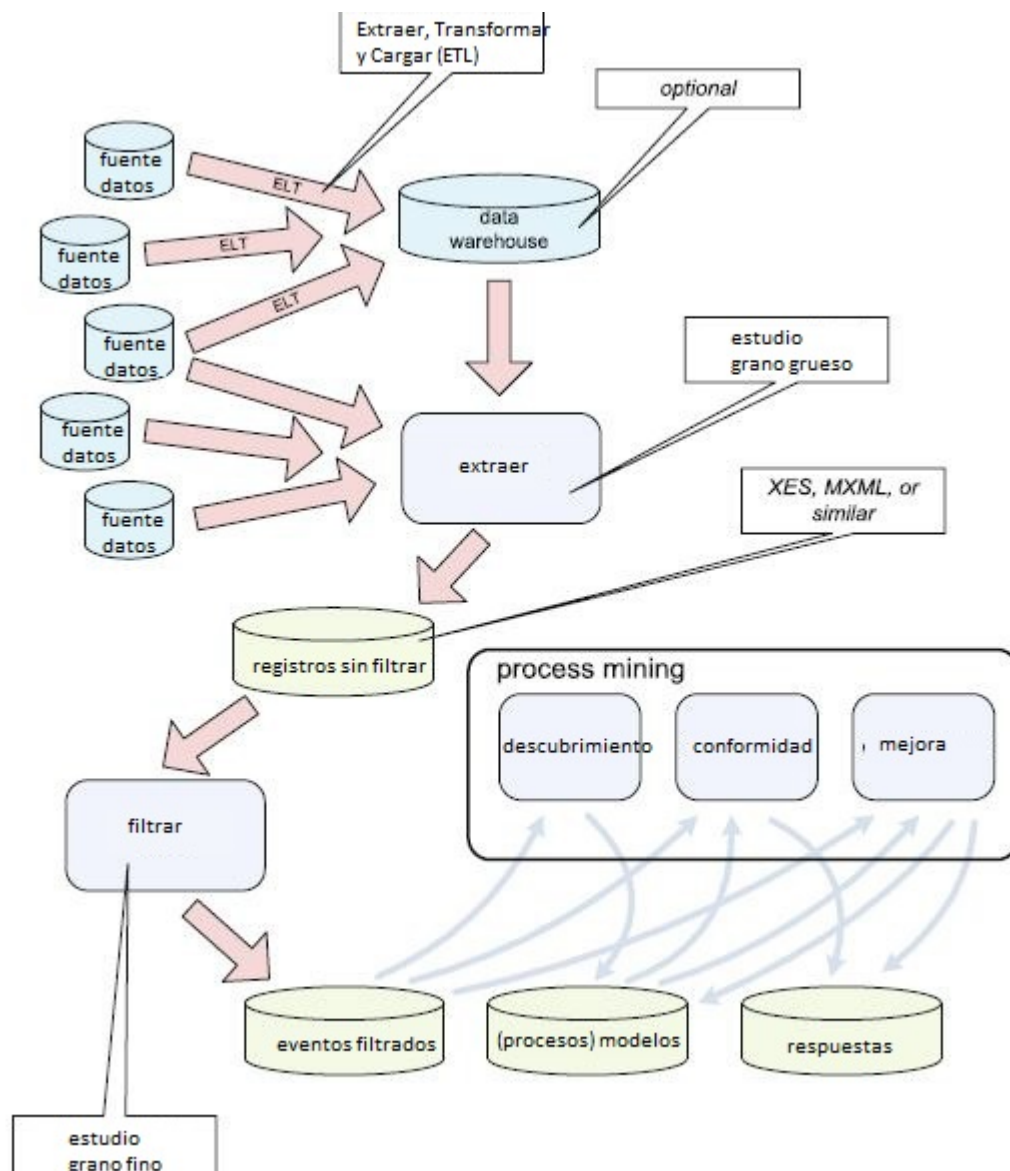 Extraer, Transformar
y Cargar (ETL)
optional
fuente
datos
ELT
data
warehouse
fuente
datos
ELT
ELT
fuente
datos
estudio
grano grueso
fuente
datos
extraer
XES, MXML, or
similar
fuente
datos
registros sin filtrar
process mining
descubrimiento
conformidad
mejora
filtrar
eventos filtrados
(procesos) modelos
respuestas
estudio
grano fino